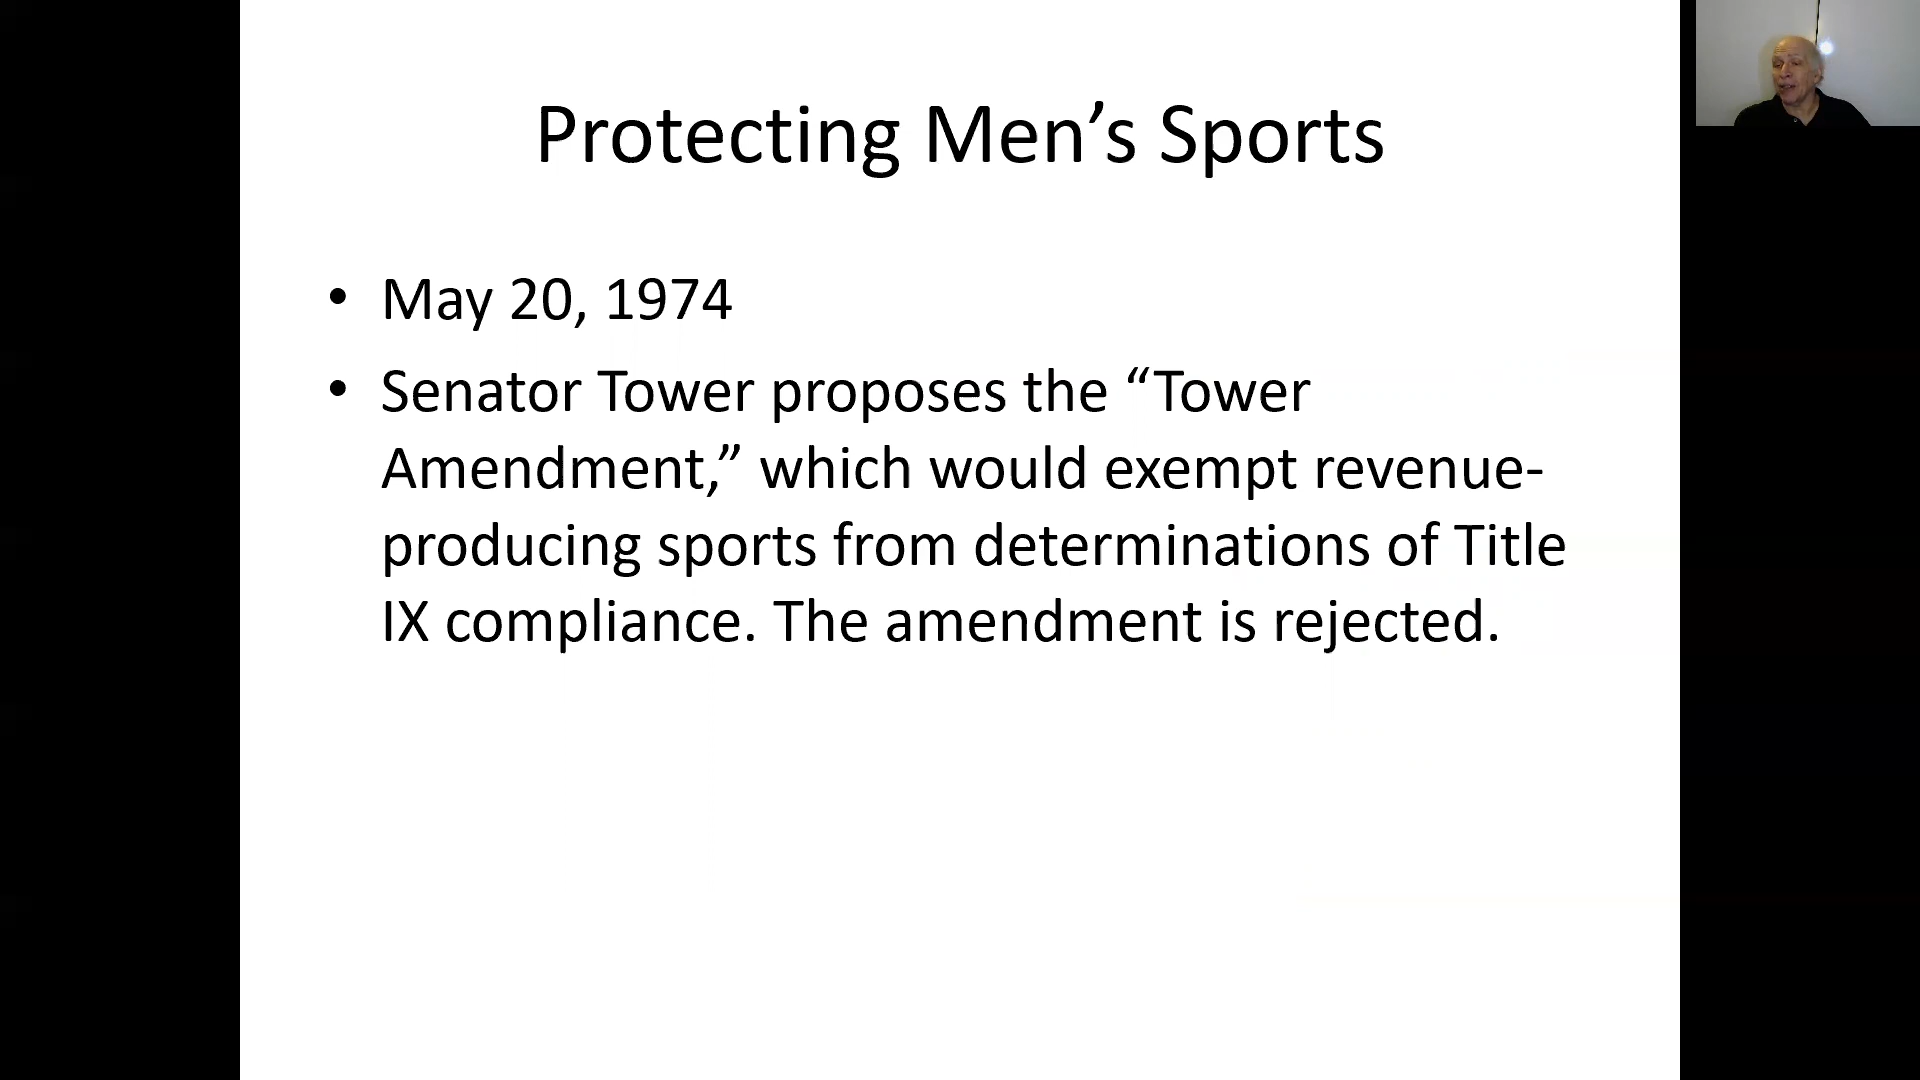 Protecting Men’s Sports
• May 20, 1974
• Senator Tower proposes the “Tower
Amendment,” which would exempt revenue-
producing sports from determinations of Title
IX compliance. The amendment is rejected.